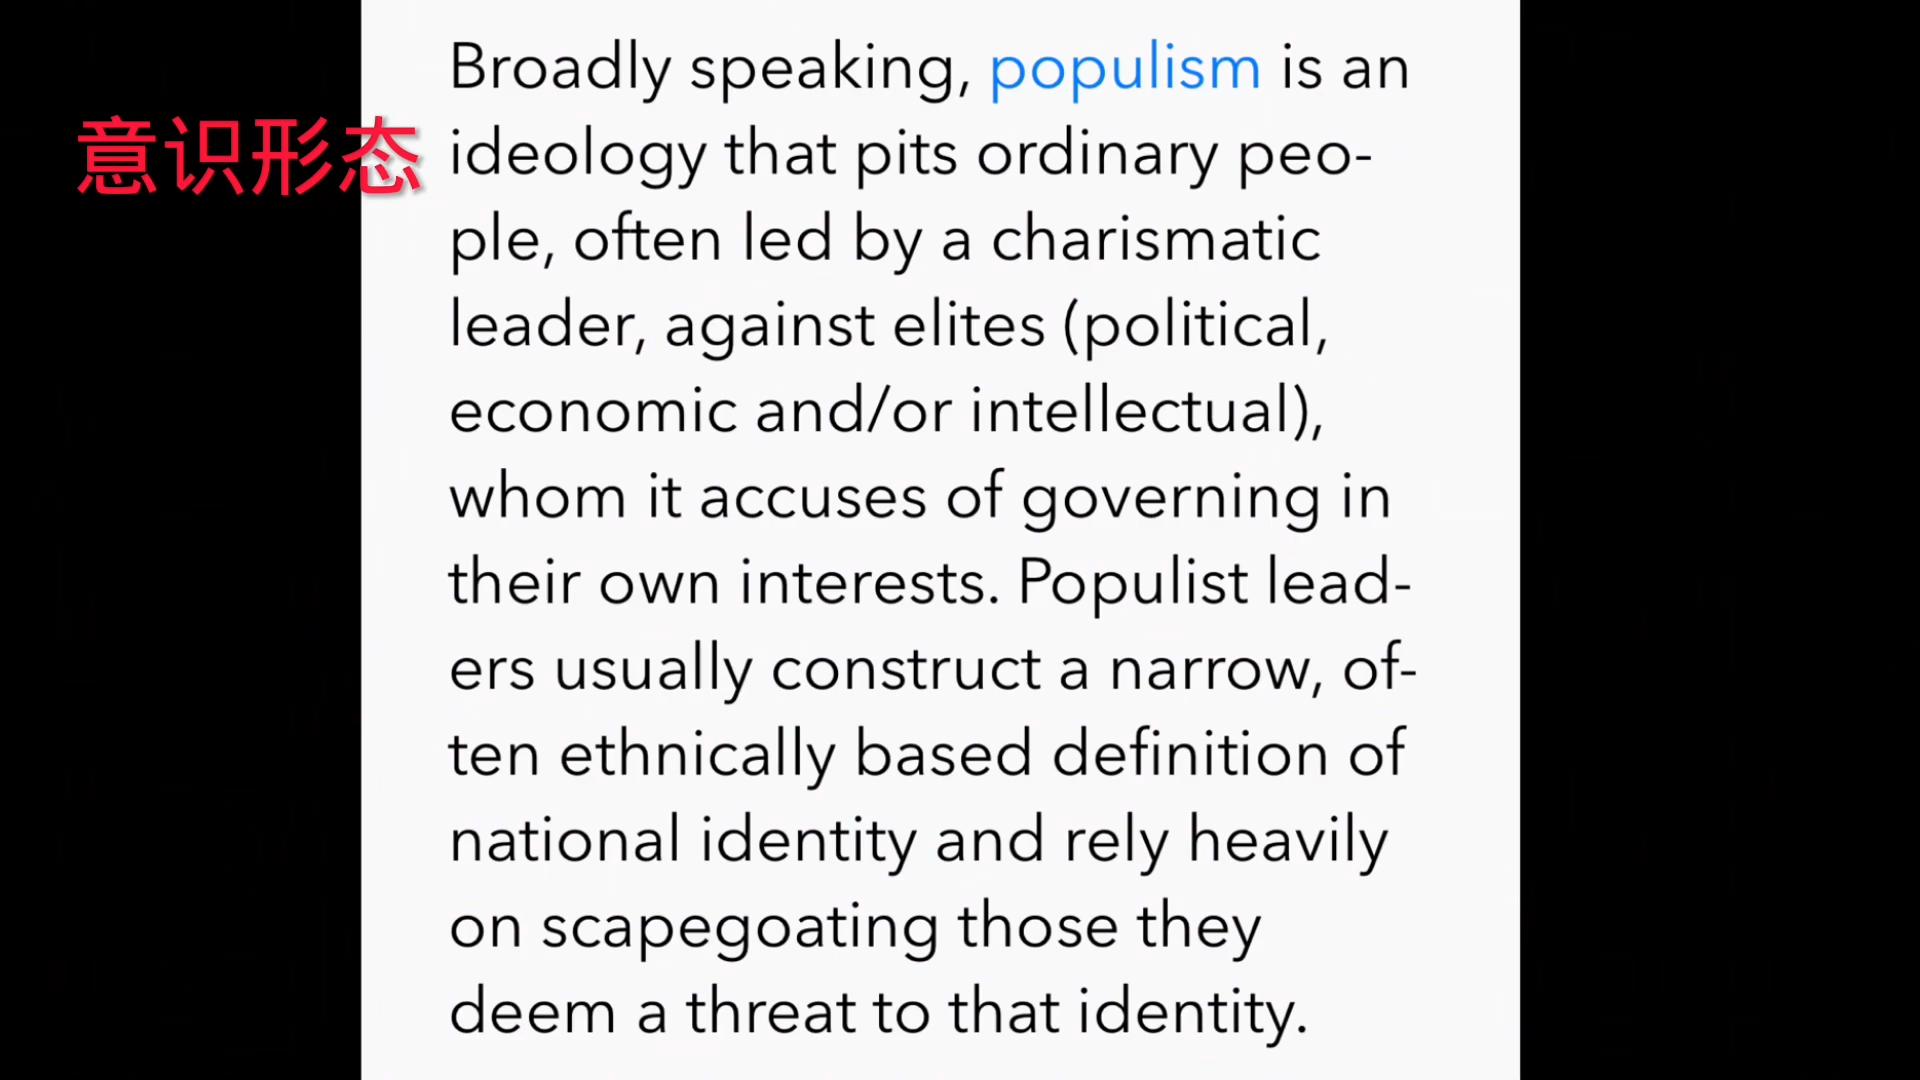 Broadly speaking, populism is an
意识形态
ideology that pits ordinary peo-
ple, often led by a charismatic
leader, against elites (political,
economic and/or intellectual),
whom it accuses of governing in
their own interests. Populist lead-
ers usually construct a narrow, of-
ten ethnically based definition of
national identity and rely heavily
on scapegoating those they
deem a threat to that identity.